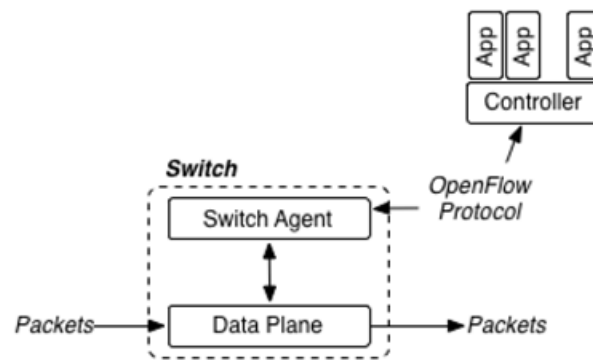 App
App
App
Controller
OpenFlow
Protocol
Switch
Switch Agent
Data Plane
Packets
Packets